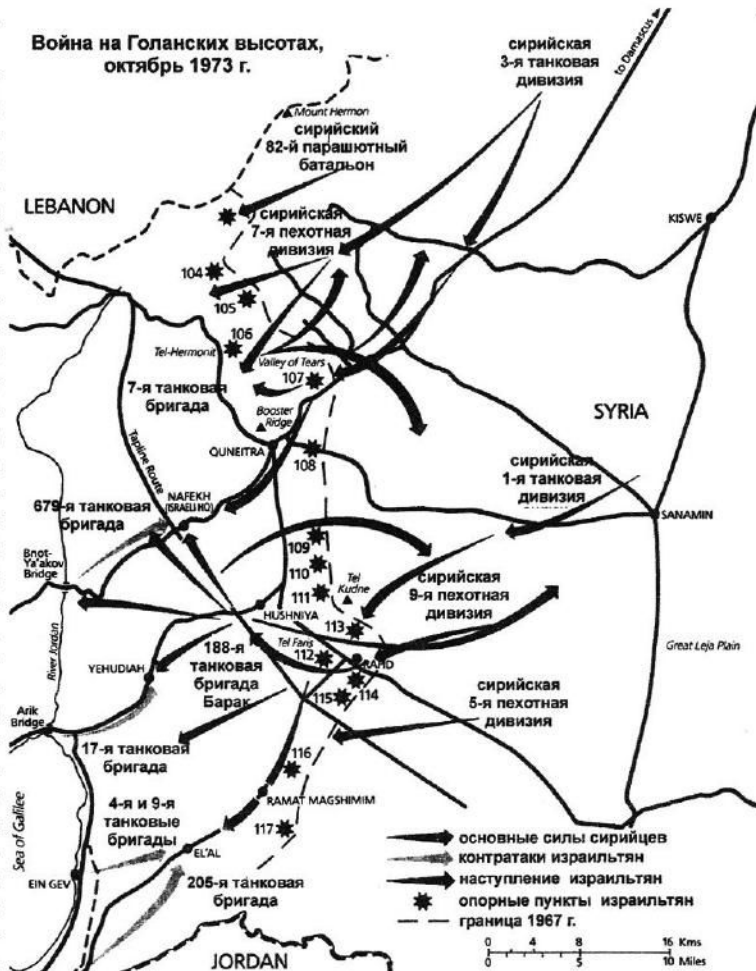 Война на Голанских высотах,
октябрь 1973 г.
сирийская
3-я танковая
дивизия
to Damascus
Mount Hermon
сирийский
82-й парашютный
батальон
LEBANON
сирийская
7-я пехотная
дивизия
KISWE
104
105
106
Tel-Hermonit
Valley of Tears
107
7-я танковая
бригада
Booster
Ridge
SYRIA
Tapline Route
QUNEITRA
108
сирийская
1-я танковая
дивизия
NAFEKH
(ISRAELI HQ)
679-я танковая
бригада
SANAMIN
Bnot-
Ya'akov
Bridge
109
110
111
Tel
Kudne
сирийская
9-я пехотная
дивизия
HUSHNIYA
113
River Jordan
188-я
танковая
бригада
Барак
Tel Faris
112
RAFID
Great Leja Plain
YEHUDIAH
114
115
сирийская
5-я пехотная
дивизия
Arik
Bridge
17-я танковая
бригада
116
RAMAT MAGSHIMIM
4-я и 9-я
танковые
бригады
117
Sea of Galilee
EL'AL
EIN GEV
205-я танковая
бригада
JORDAN
основные силы сирийцев
контратаки израильтян
наступление израильтян
опорные пункты израильтян
граница 1967 г.
0 4 8 16 Kms
0 5 10 Miles